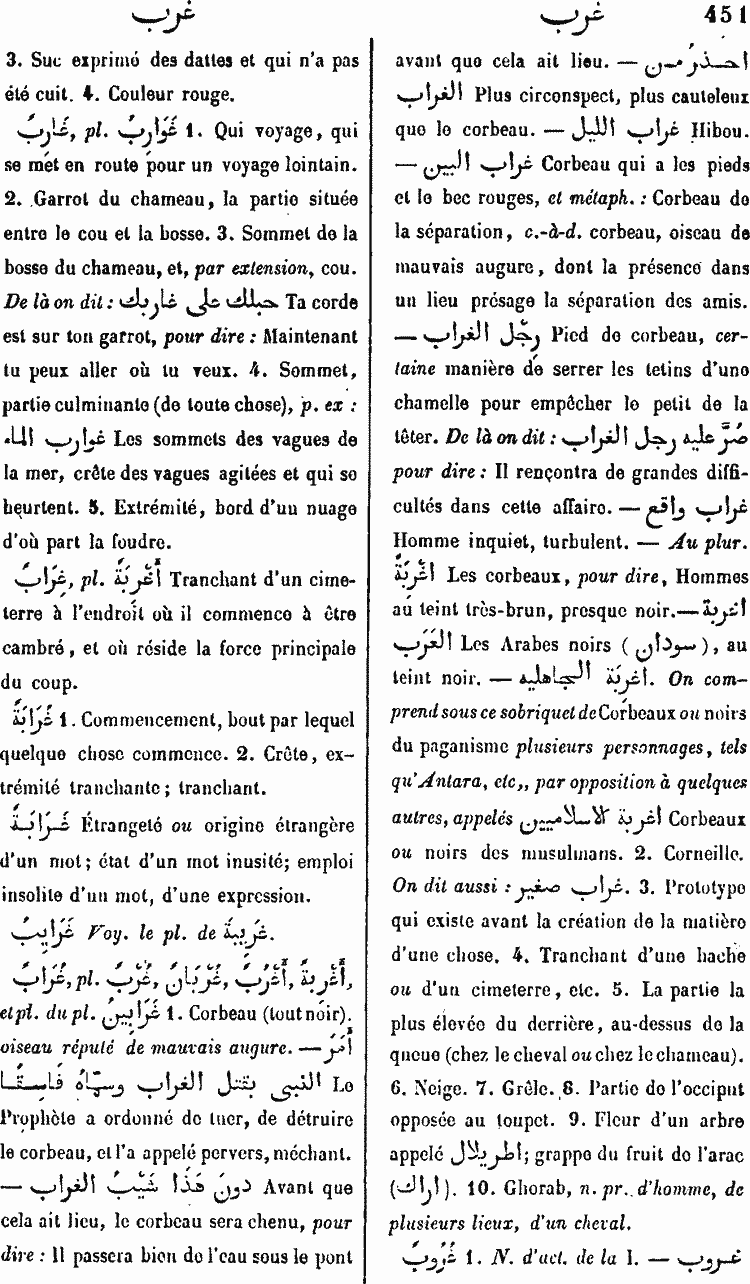 غرب
غرب
451
3. Suc exprimé des dattes et qui n'a pas
été cuit. 4. Couleur rouge.
غَارِبٌ, pl. غَوَارِبُ 1. Qui voyage, qui
se met en route pour un voyage lointain.
2. Garrot du chameau, la partie située
entre le cou et la bosse. 3. Sommet de la
bosse du chameau, et, par extension, cou.
De là on dit : حبلك على غاربك Ta corde
est sur ton garrot, pour dire : Maintenant
tu peux aller où tu veux. 4. Sommet,
partie culminante (de toute chose), p. ex :
غوارب الماء Les sommets des vagues de
la mer, crête des vagues agitées et qui se
heurtent. 5. Extrémité, bord d'un nuage
d'où part la foudre.
غُرَابٌ, pl. أَغْرِبَةٌ Tranchant d'un cime-
terre à l'endroit où il commence à être
cambré, et où réside la force principale
du coup.
غُرَابَةٌ 1. Commencement, bout par lequel
quelque chose commence. 2. Crête, ex-
trémité tranchante; tranchant.
غَرَابَةٌ Étrangeté ou origine étrangère
d'un mot; état d'un mot inusité; emploi
insolite d'un mot, d'une expression.
غَرَايِبُ Voy. le pl. de غَرِيبَةٌ.
غُرَابٌ, pl. غُرُبٌ, غِرْبَانٌ, أَغْرُبٌ, أَغْرِبَةٌ,
et pl. du pl. غَرَابِينُ 1. Corbeau (tout noir).
oiseau réputé de mauvais augure. — أَمَرَ
النبى بقتل الغراب وسمّاه فَاسِقًا Le
Prophète a ordonné de tuer, de détruire
le corbeau, et l'a appelé pervers, méchant.
— دونَ هَذَا شَيْبُ الغراب Avant que
cela ait lieu, le corbeau sera chenu, pour
dire : Il passera bien de l'eau sous le pont
avant que cela ait lieu. — احذرُ من
الغراب Plus circonspect, plus cauteleux
que le corbeau. — غراب الليل Hibou.
— غراب البين Corbeau qui a les pieds
et le bec rouges, et métaph. : Corbeau de
la séparation, c.-à-d. corbeau, oiseau de
mauvais augure, dont la présence dans
un lieu présage la séparation des amis.
— رِجْل الغراب Pied de corbeau, cer-
taine manière de serrer les tetins d'une
chamelle pour empêcher le petit de la
têter. De là on dit : صُرَّ عليه رجل الغراب
pour dire : Il rençontra de grandes diffi-
cultés dans cette affaire. — غراب واقع
Homme inquiet, turbulent. — Au plur.
أَغْرِبَةٌ Les corbeaux, pour dire, Hommes
au teint très-brun, presque noir. — اغربة
العَرَب Les Arabes noirs (سودان), au
teint noir. — اغربة الجاهليه. On com-
prend sous ce sobriquet de Corbeaux ou noirs
du paganisme plusieurs personnages, tels
qu'Antara, etc,, par opposition à quelques
autres, appelés اغربة الاسلاميين Corbeaux
ou noirs des musulmans. 2. Corneille.
On dit aussi : غراب صغير. 3. Prototype
qui existe avant la création de la matière
d'une chose. 4. Tranchant d'une hache
ou d'un cimeterre, etc. 5. La partie la
plus élevée du derrière, au-dessus de la
queue (chez le cheval ou chez le chameau).
6. Neige. 7. Grêle. 8. Partie de l'occiput
opposée au toupet. 9. Fleur d'un arbre
appelé اطريلال; grappe du fruit de l'arac
(اراك). 10. Ghorab, n. pr. d'homme, de
plusieurs lieux, d'un cheval.
غُرُوبٌ 1. N. d'act. de la I. — غروب